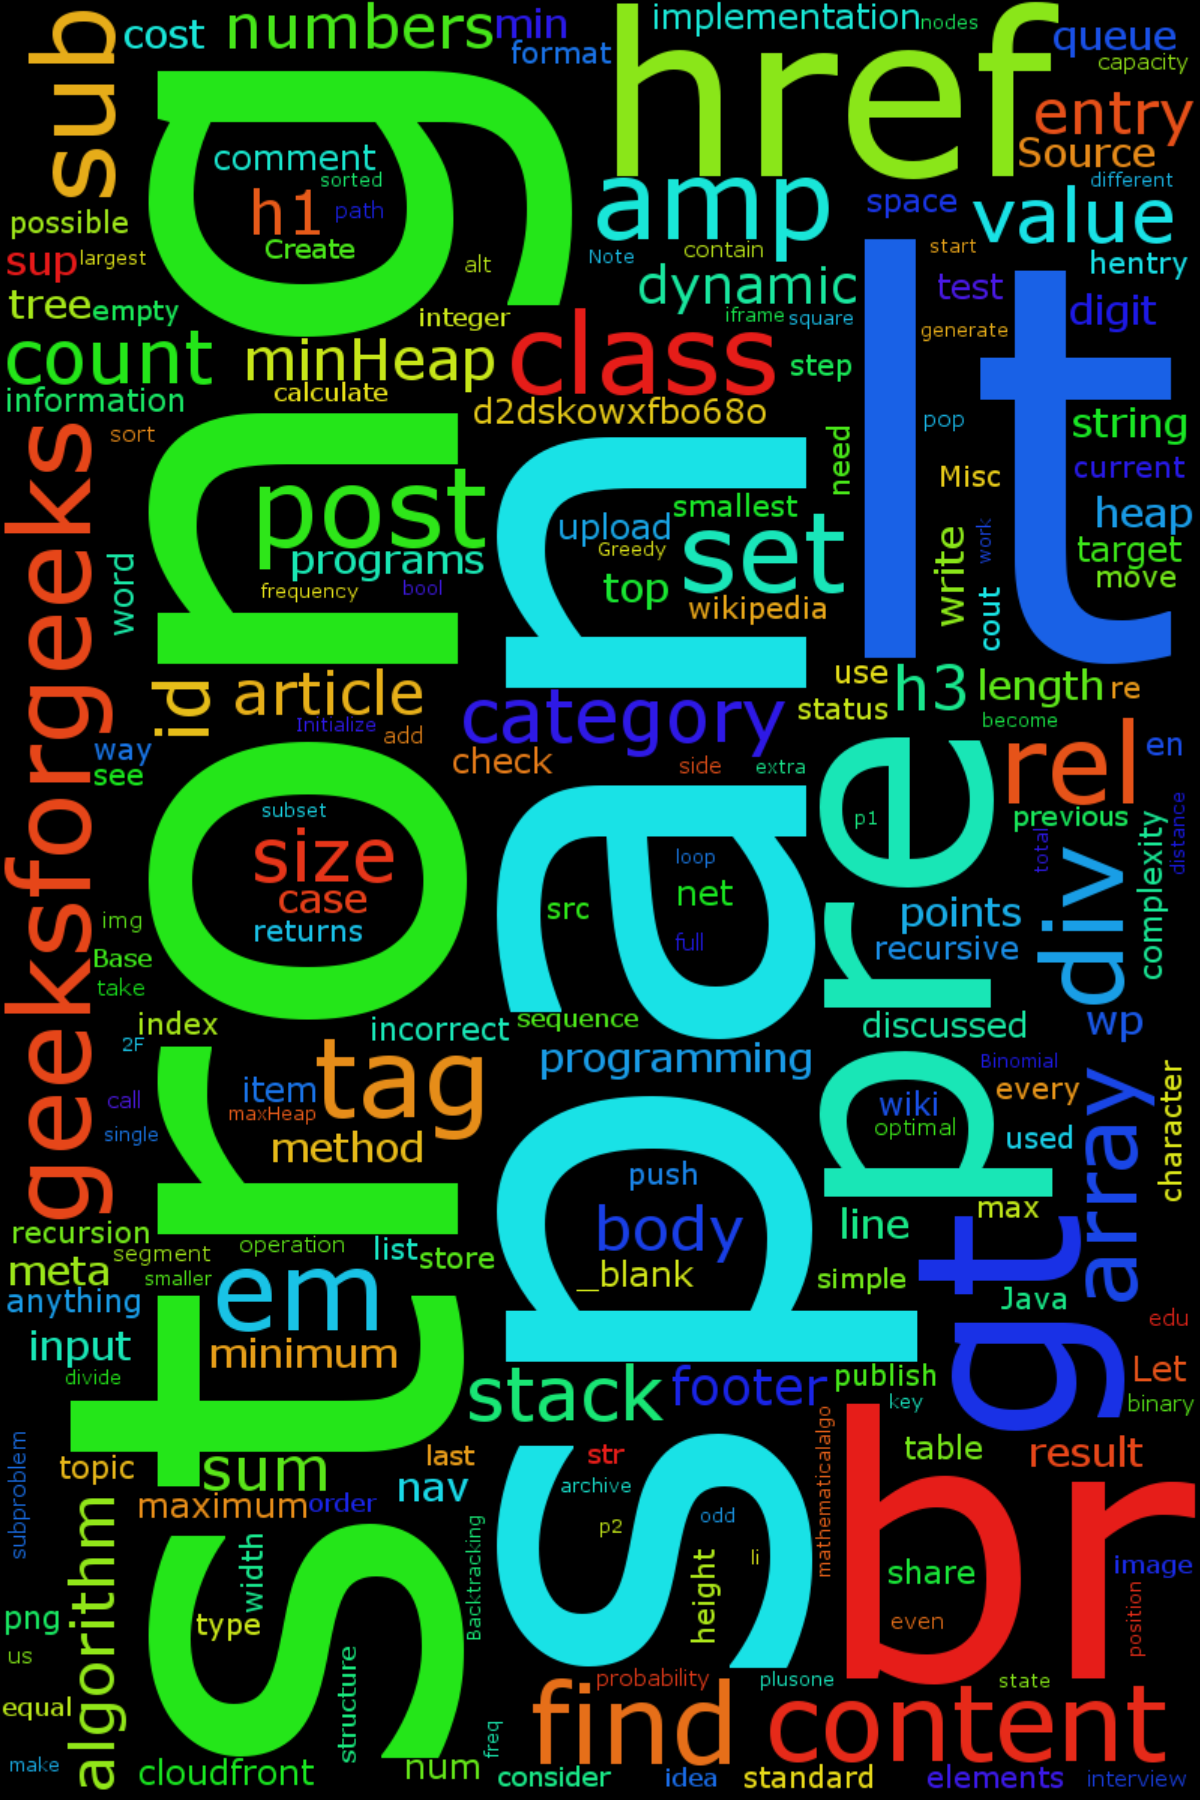 sub
cost
numbers
min
format
href
implementation
nodes
queue
capacity
entry
Source
different
strong
comment
sorted
h1
path
Create
alt
amp
space
value
hentry
possible
sup
largest
Note
contain
start
lt
test
digit
tree
empty
dynamic
integer
iframe
square
generate
count
minHeap
class
step
information
calculate
d2dskowxfbo68o
geeksforgeeks
sort
span
need
pop
string
Misc
current
post
smallest
upload
Greedy
set
heap
programs
top
wikipedia
frequency
bool
word
write
work
cout
target
move
id
article
Initialize
add
category
use
status
h3
length
re
become
way
see
check
side
extra
pre
rel
en
previous
subset
size
case
returns
p1
total
div
complexity
distance
loop
net
src
full
points
recursive
img
Base
take
index
incorrect
sequence
discussed
wp
2F
programming
Binomial
item
tag
maxHeap
wiki
every
array
character
call
single
method
optimal
used
push
body
_blank
line
max
recursion
segment
operation
list
store
gt
meta
smaller
em
simple
Java
anything
input
minimum
edu
divide
stack
footer
publish
key
Let
binary
subproblem
topic
sum
last
str
mathematicalalgo
br
table
result
maximum
order
nav
archive
algorithm
width
Backtracking
p2
odd
li
height
share
image
even
position
png
type
us
structure
probability
plusone
state
equal
find
content
make
cloudfront
num
freq
consider
idea
standard
elements
interview